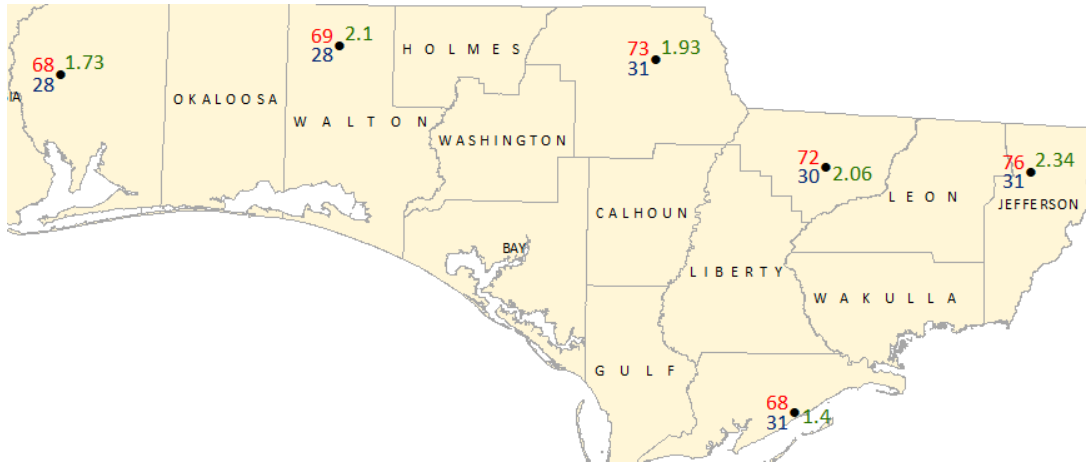 68 1.73
28
IA
OKALOOSA
69 2.1
28
WALTON
HOLMES
WASHINGTON
73 1.93
31
BAY
CALHOUN
GULF
LIBERTY
72
30 2.06
LEON
WAKULLA
76 2.34
31
JEFFERSON
68
31 1.4